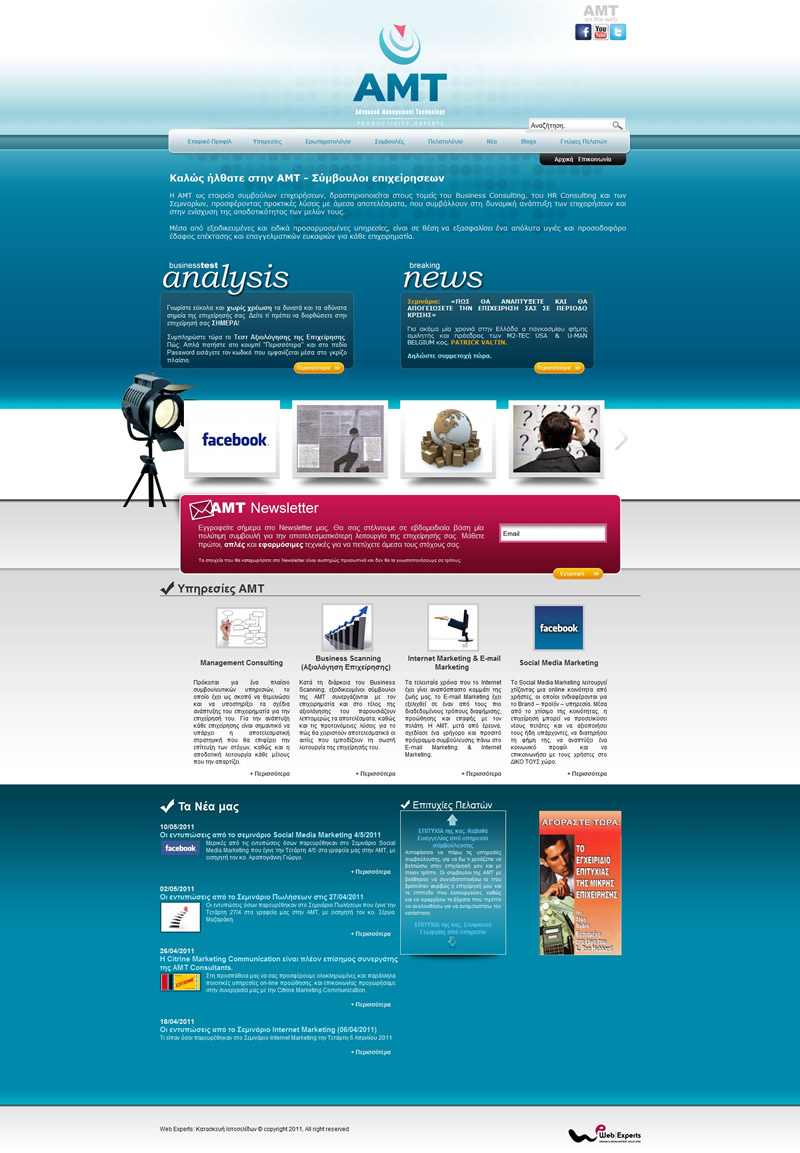 AMT
on the web
You
Tube
AMT
Advanced Management Technology
PRODUCTIVITY EXPERTS
Αναζήτηση..
Εταιρικό Προφίλ Υπηρεσίες Ερωτηματολόγια Συμβουλές Πελατολόγιο Νέα Blogs Γνώμες Πελατών
Αρχική Επικοινωνία
Καλώς ήλθατε στην AMT - Σύμβουλοι επιχείρησεων
Η AMT ως εταιρεία συμβούλων επιχειρήσεων, δραστηριοποιείται στους τομείς του Business Consulting, του HR Consulting και των
Σεμιναρίων, προσφέροντας πρακτικές λύσεις με άμεσα αποτελέσματα, που συμβάλλουν στη δυναμική ανάπτυξη των επιχειρήσεων και
στην ενίσχυση της αποδοτικότητας των μελών τους.
Μέσα από εξειδικευμένες και ειδικά προσαρμοσμένες υπηρεσίες, είναι σε θέση να εξασφαλίσει ένα απόλυτα υγιές και προσοδοφόρο
έδαφος επέκτασης και επαγγελματικών ευκαιριών για κάθε επιχειρηματία.
businesstest
analysis
Γνωρίστε εύκολα και χωρίς χρέωση τα δυνατά και τα αδύνατα
σημεία της επιχείρησής σας. Δείτε τί πρέπει να διορθώσετε στην
επιχείρησή σας ΣΗΜΕΡΑ!
Συμπληρώστε τώρα το Τεστ Αξιολόγησης της Επιχείρησης.
Πώς; Απλά πατήστε στο κουμπί "Περισσότερα" και στο πεδίο
Password εισάγετε τον κωδικό που εμφανίζεται μέσα στο γκρίζο
πλαίσιο.
Περισσότερα
breaking
news
Σεμινάριο: «ΠΩΣ ΘΑ ΑΝΑΠΤΥΞΕΤΕ ΚΑΙ ΘΑ
ΑΠΟΓΕΙΩΣΕΤΕ ΤΗΝ ΕΠΙΧΕΙΡΗΣΗ ΣΑΣ ΣΕ ΠΕΡΙΟΔΟ
ΚΡΙΣΗΣ»
Για ακόμα μία χρονιά στην Ελλάδα ο παγκοσμίου φήμης
ομιλητής και πρόεδρος των M2-TEC USA & U-MAN
BELGIUM κος. PATRICK VALTIN.
Δηλώστε συμμετοχή τώρα.
Περισσότερα
facebook
AMT Newsletter
Εγγραφείτε σήμερα στο Newsletter μας. Θα σας στέλνουμε σε εβδομαδιαία βάση μία
πολύτιμη συμβουλή για την αποτελεσματικότερη λειτουργία της επιχείρησής σας. Μάθετε
πρώτοι, απλές και εφαρμόσιμες τεχνικές για να πετύχετε άμεσα τους στόχους σας.
Τα στοιχεία που θα καταχωρήσετε στο Newsletter είναι αυστηρώς προσωπικά και δεν θα τα γνωστοποιήσουμε σε τρίτους
Email
Εγγραφή
Υπηρεσίες AMT
Management Consulting
Πρόκειται για ένα πλαίσιο
συμβουλευτικών υπηρεσιών, το
οποίο έχει ως σκοπό να θεμελιώσει
και να υποστηρίξει τα σχέδια
ανάπτυξης του επιχειρηματία για την
επιχείρησή του. Για την ανάπτυξη
κάθε επιχείρησης είναι σημαντικό να
υπάρχει η αποτελεσματική
στρατηγική που θα επιφέρει την
επίτευξη των στόχων, καθώς και η
αποδοτική λειτουργία κάθε μέλους
που την απαρτίζει.
+ Περισσότερα
Business Scanning
(Αξιολόγηση Επιχείρησης)
Κατά τη διάρκεια του Business
Scanning, εξειδικευμένοι σύμβουλοι
της AMT συνεργάζονται με τον
επιχειρηματία και στο τέλος της
αξιολόγησης του παρουσιάζουν
λεπτομερώς τα αποτελέσματα, καθώς
και τις προτεινόμενες λύσεις για το
πώς θα χειριστούν αποτελεσματικά οι
αιτίες που εμποδίζουν τη σωστή
λειτουργία της επιχείρησής του.
+ Περισσότερα
Internet Marketing & E-mail
Marketing
Τα τελευταία χρόνια που το Internet
έχει γίνει αναπόσπαστο κομμάτι της
ζωής μας, το E-mail Marketing έχει
εξελιχθεί σε έναν από τους πιο
διαδεδομένους τρόπους διαφήμισης,
προώθησης και επαφής με τον
πελάτη. Η AMT, μετά από έρευνα,
σχεδίασε ένα γρήγορο και προσιτό
πρόγραμμα συμβούλευσης πάνω στο
E-mail Marketing & Internet
Marketing.
+ Περισσότερα
facebook
Social Media Marketing
Το Social Media Marketing λειτουργεί
χτίζοντας μια online κοινότητα από
χρήστες, οι οποίοι ενδιαφέρονται για
το Brand – προϊόν – υπηρεσία. Μέσα
από το χτίσιμο της κοινότητας, η
επιχείρηση μπορεί να προσελκύσει
νέους πελάτες και να αξιοποιήσει
τους ήδη υπάρχοντες, να διατηρήσει
τη φήμη της, να αναπτύξει ένα
κοινωνικό προφίλ και να
επικοινωνήσει με τους χρήστες στο
ΔΙΚΟ ΤΟΥΣ χώρο.
+ Περισσότερα
Τα Νέα μας
10/05/2011
Οι εντυπώσεις από το σεμινάριο Social Media Marketing 4/5/2011
facebook
Μερικές από τις εντυπώσεις όσων παρευρέθηκαν στο Σεμινάριο Social
Media Marketing που έγινε την Τετάρτη 4/5 στα γραφεία μας στην AMT, με
εισηγητή τον κο. Αραπογιάννη Γιώργο.
+ Περισσότερα
02/05/2011
Οι εντυπώσεις από το Σεμινάριο Πωλήσεων στις 27/04/2011
Οι εντυπώσεις όσων παρευρέθηκαν στο Σεμινάριο Πωλήσεων που έγινε την
Τετάρτη 27/4 στα γραφεία μας στην AMT, με εισηγητή τον κο. Σέργιο
Μαζαράκη.
+ Περισσότερα
26/04/2011
Η Citrine Marketing Communication είναι πλέον επίσημος συνεργάτης
της AMT Consultants.
Στη προσπάθεια μας να σας προσφέρουμε ολοκληρωμένες και παράλληλα
ποιοτικές υπηρεσίες on-line προώθησης, και επικοινωνίας προχωρήσαμε
στην συνεργασία μας με την Citrine Marketing Communication.
+ Περισσότερα
18/04/2011
Οι εντυπώσεις από το Σεμινάριο Internet Marketing (06/04/2011)
Τι είπαν όσοι παρευρέθηκαν στο Σεμινάριο Internet Marketing την Τετάρτη 6 Απριλίου 2011
+ Περισσότερα
Επιτυχίες Πελατών
ΕΠΙΤΥΧΙΑ της κας. Καβαθά
Ευαγγελίας από υπηρεσία
σύμβουλευσης
Αποφάσισα να πάρω τις υπηρεσίες
συμβούλευσης, για να δω τι χρειάζεται να
βελτιώσω στην επιχείρησή μου και με
ποιον τρόπο. Οι σύμβουλοι της AMT με
βοήθησαν να συνειδητοποιήσω το που
βρισκόταν ακριβώς η επιχείρησή μου και
τα επίπεδα που λειτουργούσε, καθώς
και να εφαρμόσω τα βήματα που πρέπει
να ακολουθήσω για να αντιμετωπίσω την
κατάσταση
ΕΠΙΤΥΧΙΑ της κας. Στεφανού
Γεωργίας από υπηρεσία
ΑΓΟΡΑΣΤΕ ΤΩΡΑ:
ΤΟ
ΕΓΧΕΙΡΙΔΙΟ
ΕΠΙΤΥΧΙΑΣ
ΤΗΣ ΜΙΚΡΗΣ
ΕΠΙΧΕΙΡΗΣΗΣ
Web Experts: Κατασκευή Ιστοσελίδων © copyright 2011, All right reserved
Web Experts